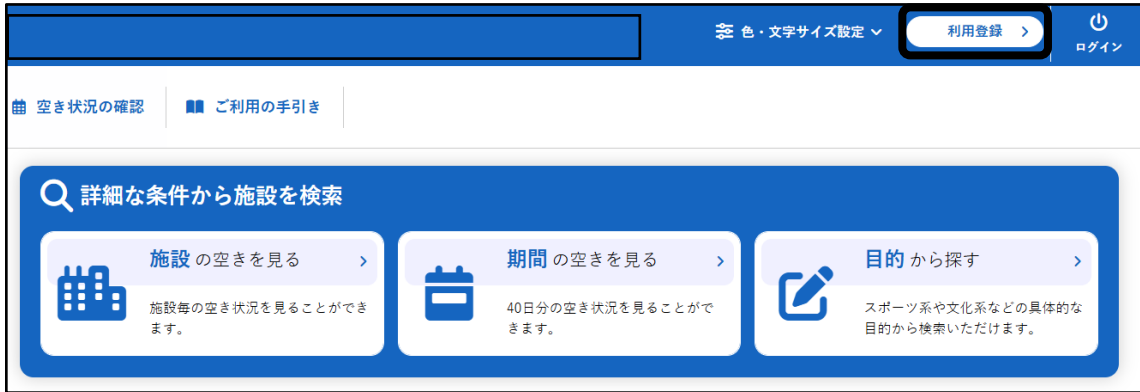 色・文字サイズ設定
利用登録
ログイン
空き状況の確認
ご利用の手引き
詳細な条件から施設を検索
施設 の空きを見る
施設毎の空き状況を見ることができ
ます。
期間 の空きを見る
40日分の空き状況を見ることがで
きます。
目的 から探す
スポーツ系や文化系などの具体的な
目的から検索いただけます。